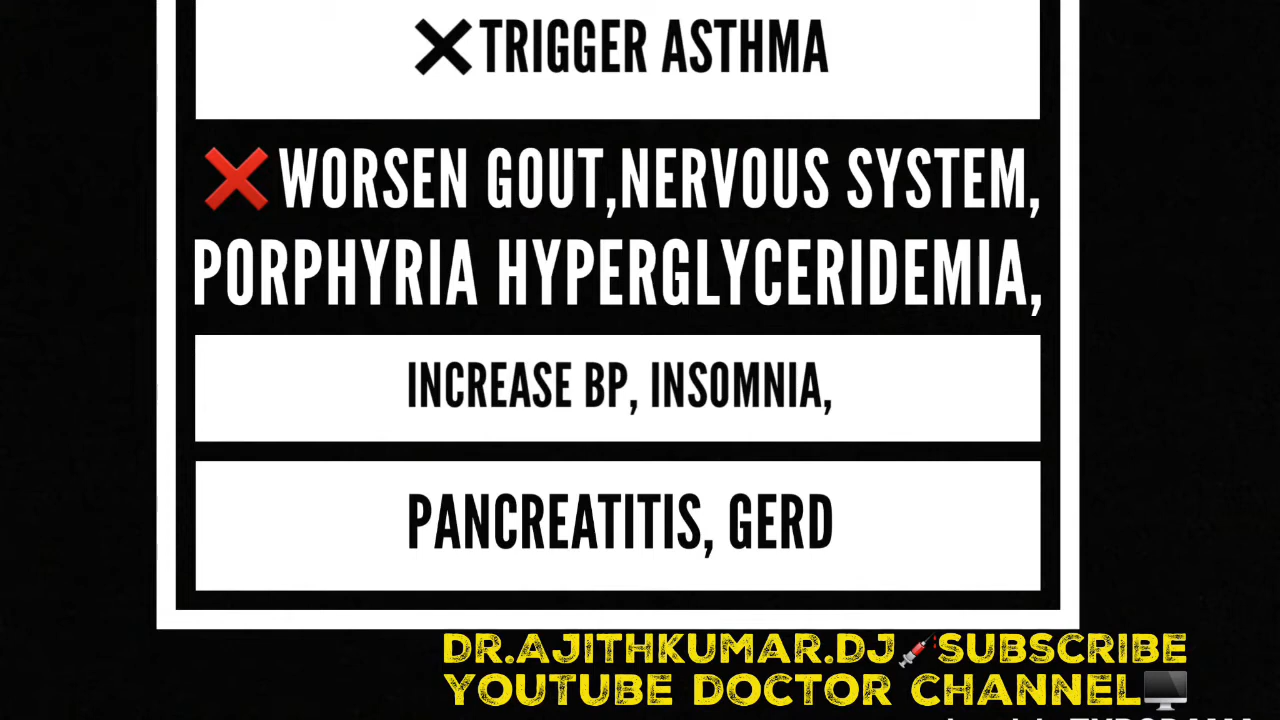 ❌TRIGGER ASTHMA
❌WORSEN GOUT,NERVOUS SYSTEM,
PORPHYRIA HYPERGLYCERIDEMIA,
INCREASE BP, INSOMNIA,
PANCREATITIS, GERD
DR.AJITHKUMAR.DJ💉SUBSCRIBE
YOUTUBE DOCTOR CHANNEL🖥️